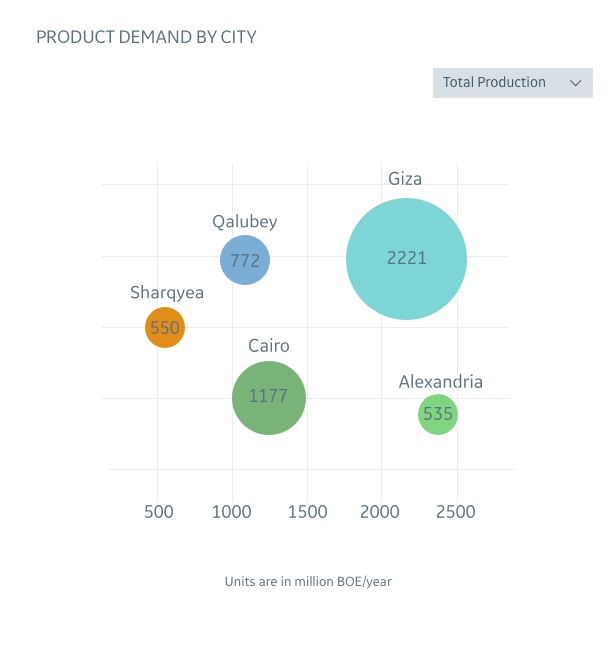 PRODUCT DEMAND BY CITY
Total Production
Giza
2221
Qalubey
772
Sharqyea
550
Cairo
1177
Alexandria
535
500 1000 1500 2000 2500
Units are in million BOE/year